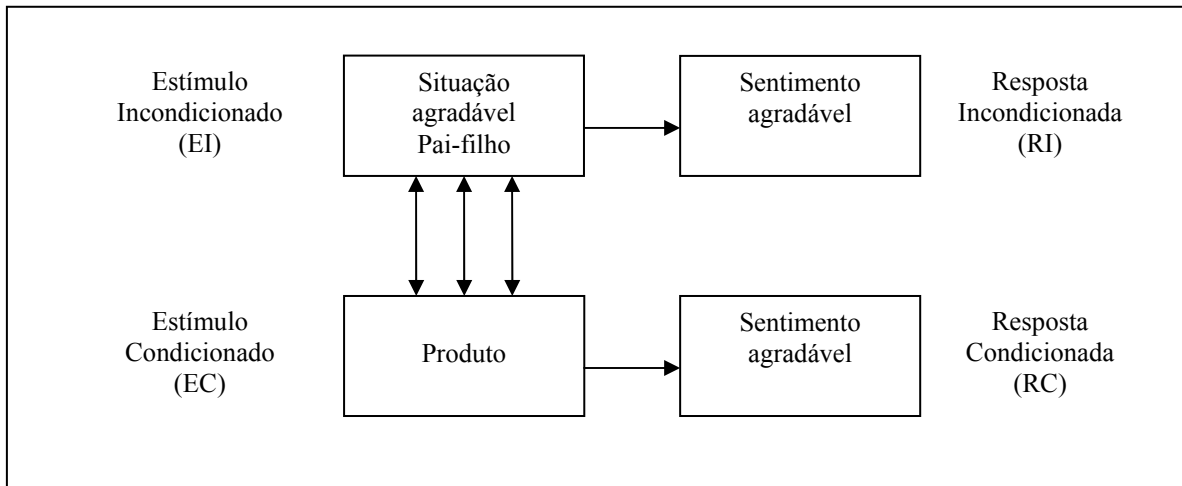 Estímulo
Incondicionado
(EI)
Situação
agradável
Pai-filho
Sentimento
agradável
Resposta
Incondicionada
(RI)
Estímulo
Condicionado
(EC)
Produto
Sentimento
agradável
Resposta
Condicionada
(RC)